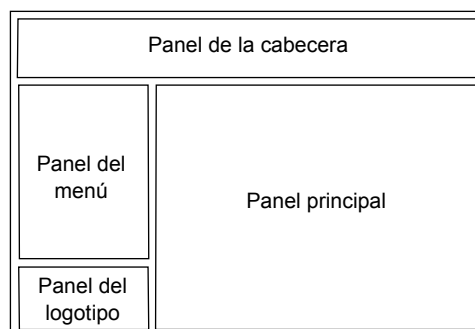 Panel de la cabecera
Panel del
menú
Panel principal
Panel del
logotipo